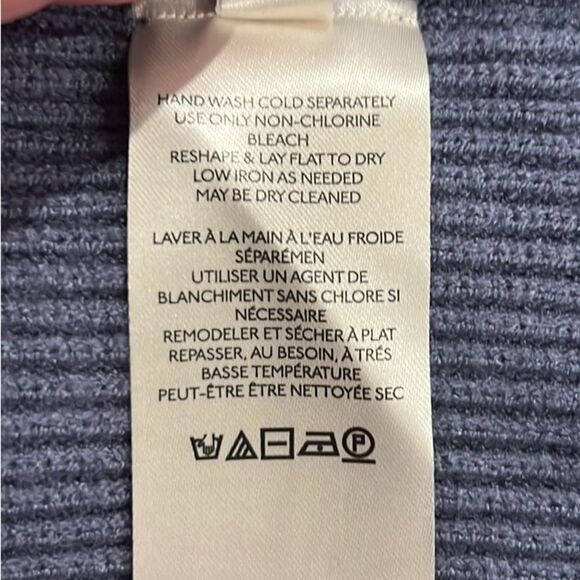 HAND WASH COLD SEPARATELY
USE ONLY NON-CHLORINE
BLEACH
RESHAPE & LAY FLAT TO DRY
LOW IRON AS NEEDED
MAY BE DRY CLEANED
LAVER À LA MAIN À L'EAU FROIDE
SÉPARÉMEN
UTILISER UN AGENT DE
BLANCHIMENT SANS CHLORE SI
NÉCESSAIRE
REMODELER ET SÉCHER À PLAT
REPASSER, AU BESOIN, À TRÉS
BASSE TEMPÉRATURE
PEUT-ÊTRE ÊTRE NETTOYÉE SEC
P